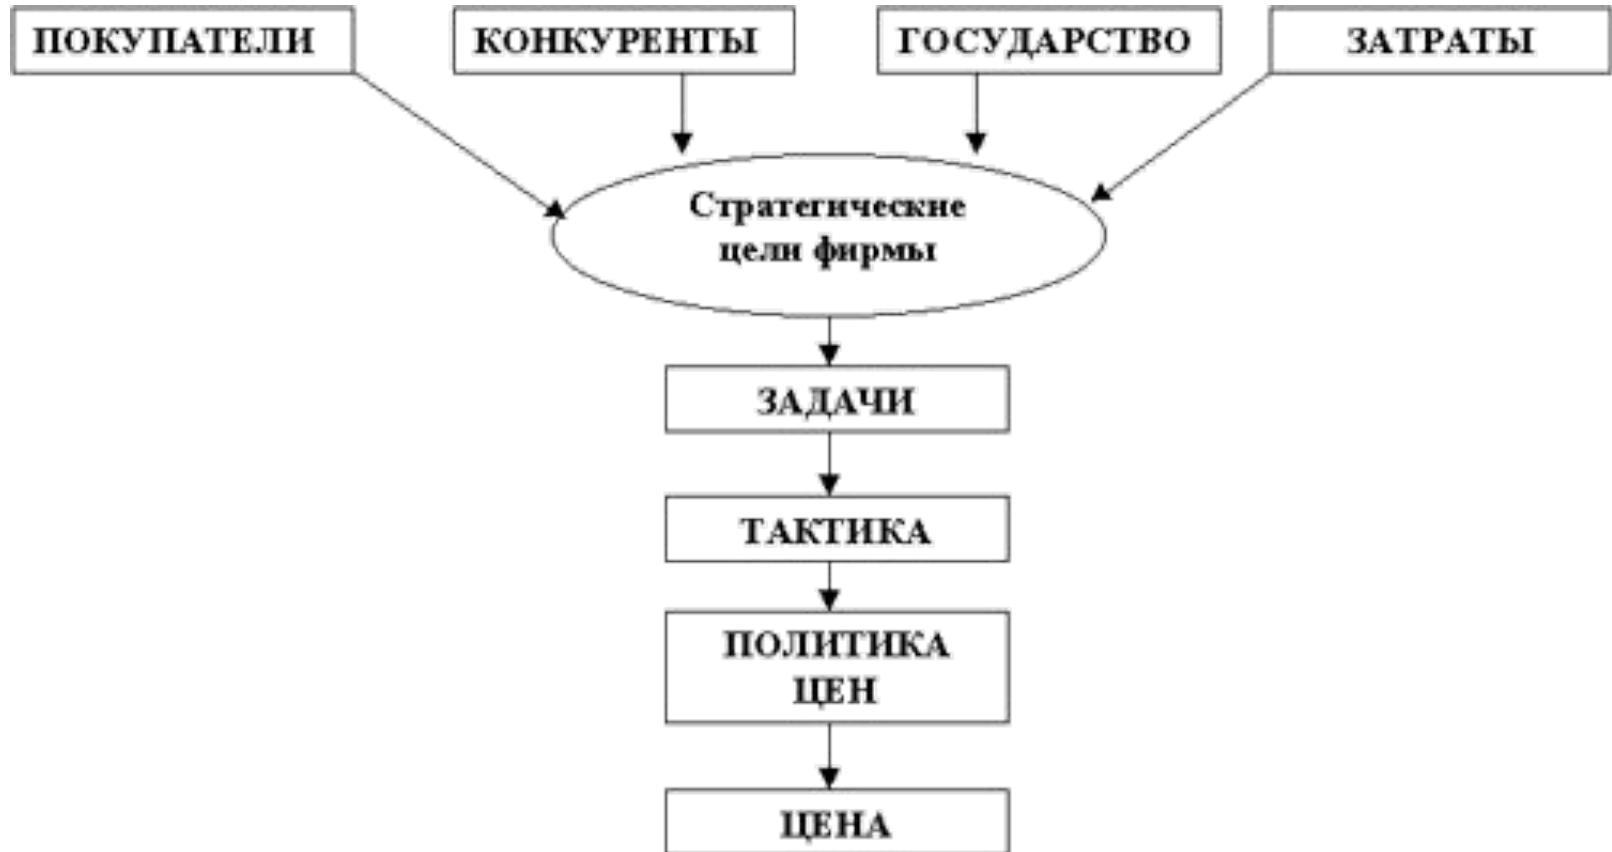 ПОКУПАТЕЛИ
КОНКУРЕНТЫ
ГОСУДАРСТВО
ЗАТРАТЫ
Стратегические
цели фирмы
ЗАДАЧИ
ТАКТИКА
ПОЛИТИКА
ЦЕН
ЦЕНА